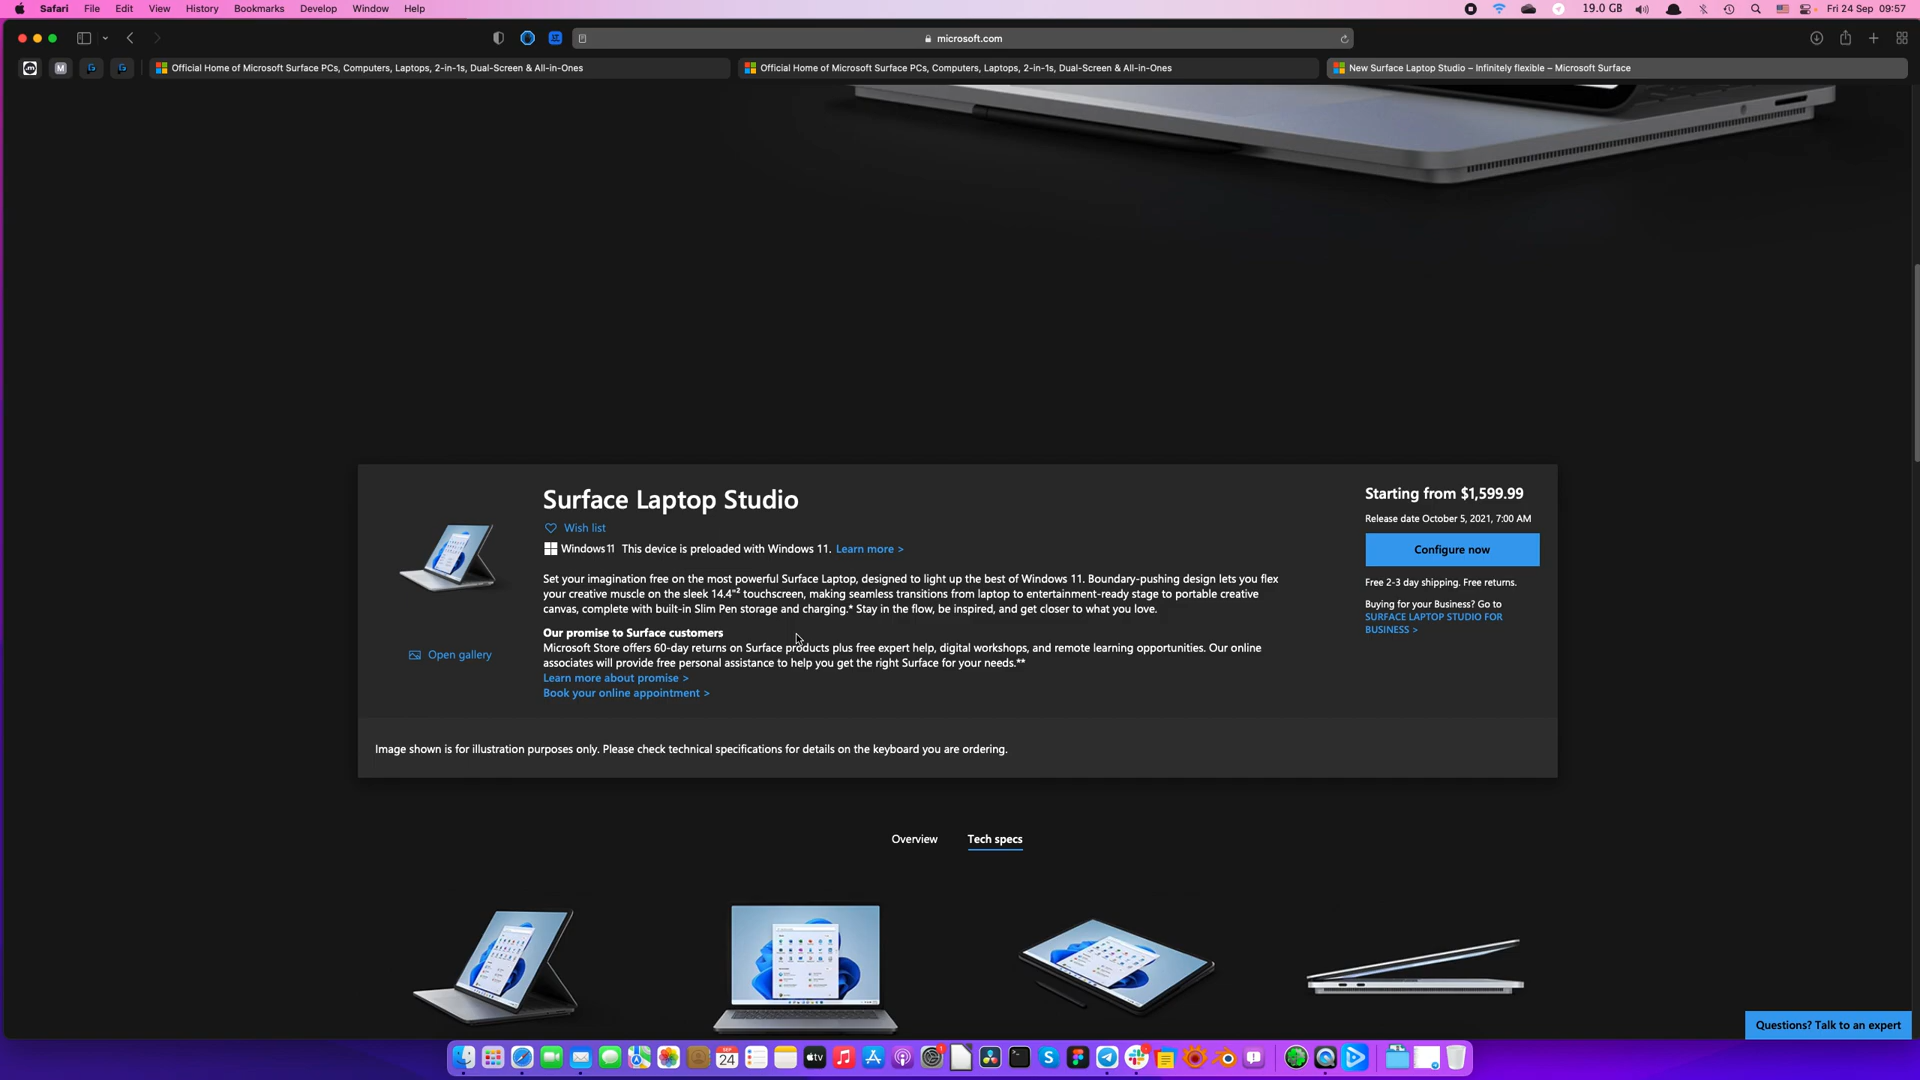 Safari File Edit View History Bookmarks Develop Window Help 19.0 GB Fri 24 Sep 09:57
microsoft.com
M Official Home of Microsoft Surface PCs, Computers, Laptops, 2-in-1s, Dual-Screen & All-in-Ones Official Home of Microsoft Surface PCs, Computers, Laptops, 2-in-1s, Dual-Screen & All-in-Ones New Surface Laptop Studio – Infinitely flexible – Microsoft Surface
Surface Laptop Studio
Wish list
Windows 11 This device is preloaded with Windows 11. Learn more >
Set your imagination free on the most powerful Surface Laptop, designed to light up the best of Windows 11. Boundary-pushing design lets you flex
your creative muscle on the sleek 14.4"² touchscreen, making seamless transitions from laptop to entertainment-ready stage to portable creative
canvas, complete with built-in Slim Pen storage and charging.* Stay in the flow, be inspired, and get closer to what you love.
Our promise to Surface customers
Microsoft Store offers 60-day returns on Surface products plus free expert help, digital workshops, and remote learning opportunities. Our online
associates will provide free personal assistance to help you get the right Surface for your needs.**
Learn more about promise >
Book your online appointment >
Open gallery
Starting from $1,599.99
Release date October 5, 2021, 7:00 AM
Configure now
Free 2-3 day shipping. Free returns.
Buying for your Business? Go to
SURFACE LAPTOP STUDIO FOR
BUSINESS >
Image shown is for illustration purposes only. Please check technical specifications for details on the keyboard you are ordering.
Overview Tech specs
Questions? Talk to an expert
24 tv